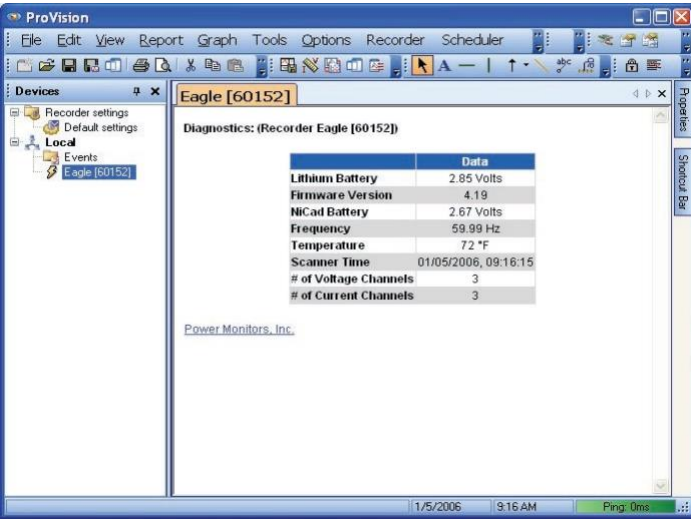 ProVision
File Edit View Report Graph Tools Options Recorder Scheduler
A abc
Devices
Recorder settings
Default settings
Local
Events
Eagle [60152]
Eagle [60152]
Diagnostics: (Recorder Eagle [60152])
Data
Lithium Battery 2.85 Volts
Firmware Version 4.19
NiCad Battery 2.67 Volts
Frequency 59.99 Hz
Temperature 72 °F
Scanner Time 01/05/2006, 09:16:15
# of Voltage Channels 3
# of Current Channels 3
Power Monitors, Inc.
Properties
Shortcut Bar
1/5/2006 9:16 AM Ping: 0ms